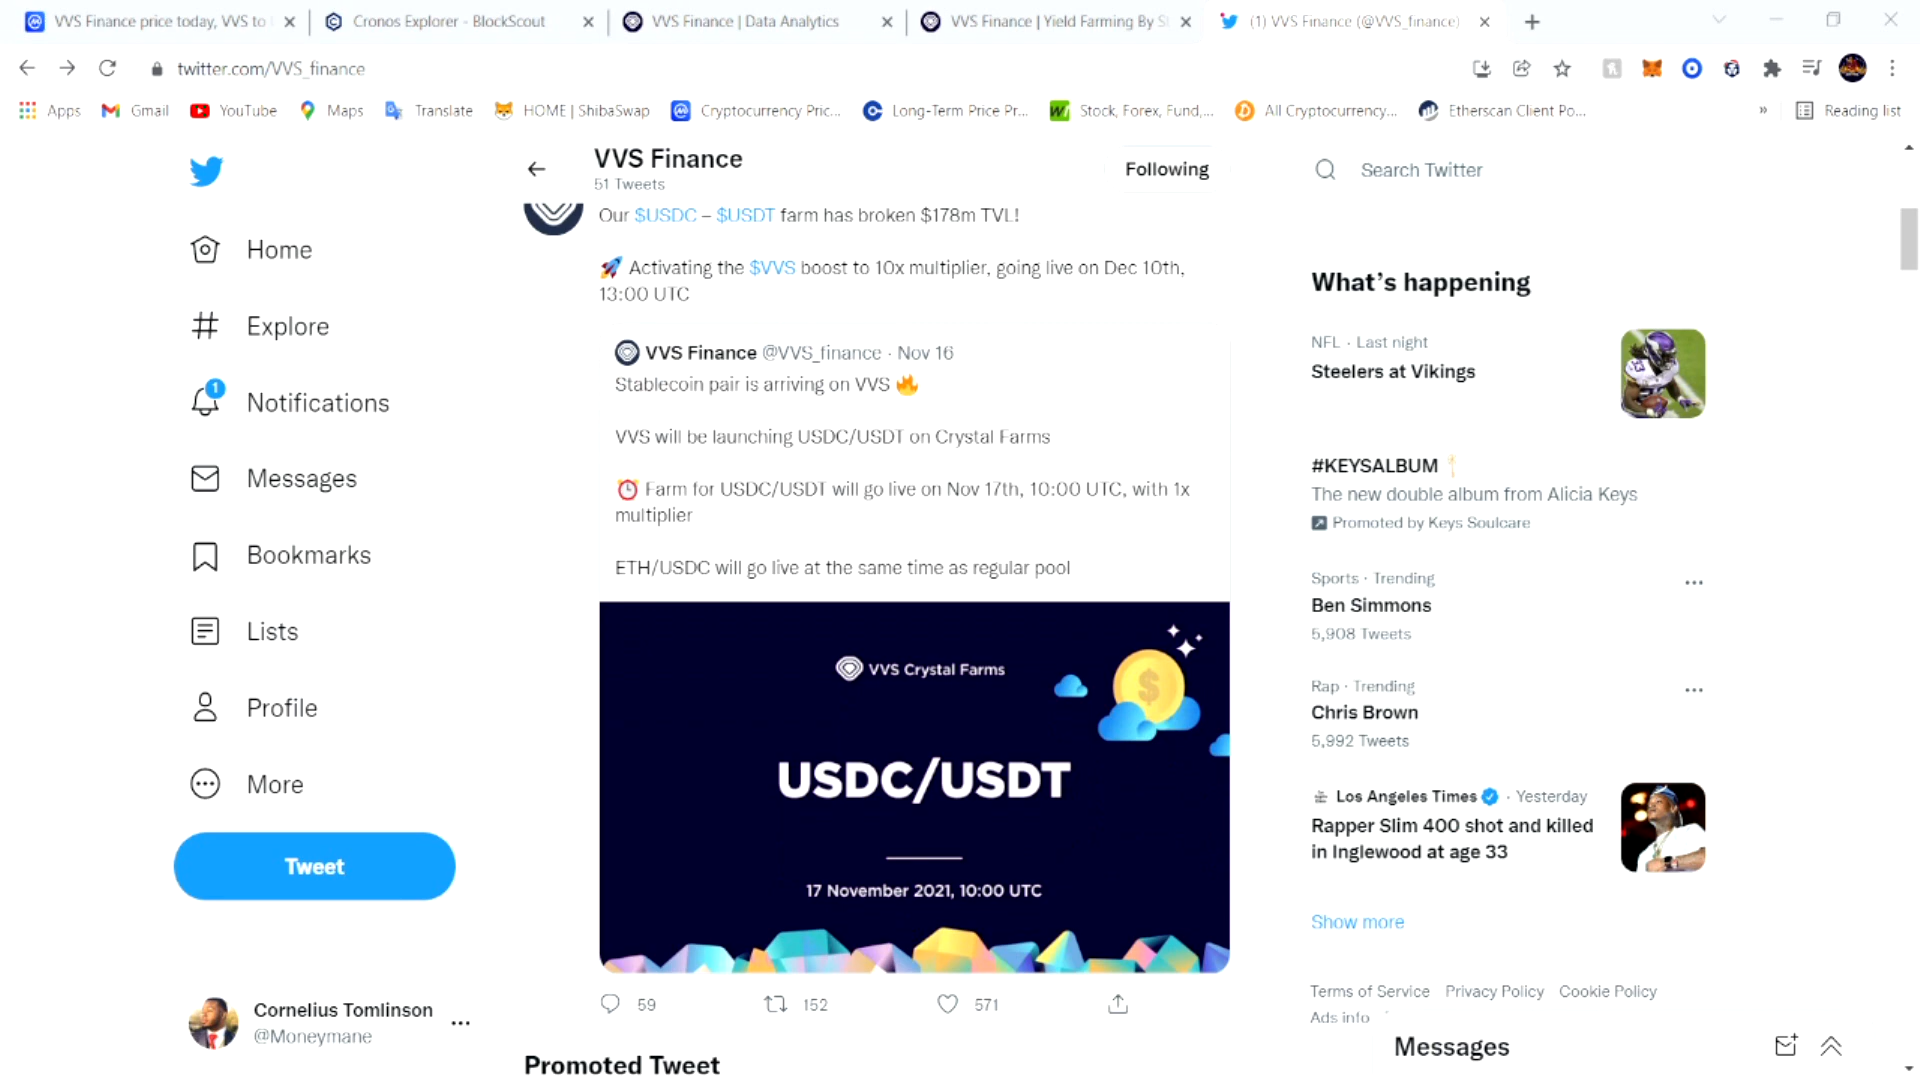 VVS Finance price today, VVS to
Cronos Explorer - BlockScout
VVS Finance | Data Analytics
VVS Finance | Yield Farming By
(1) VVS Finance (@VVS_finance)
twitter.com/VVS_finance
Apps
Gmail
YouTube
Maps
Translate
HOME | ShibaSwap
Cryptocurrency Pric...
Long-Term Price Pr...
Stock, Forex, Fund,...
All Cryptocurrency...
Etherscan Client Po...
»
Reading list
Home
Explore
1
Notifications
Messages
Bookmarks
Lists
Profile
More
Tweet
Cornelius Tomlinson
@Moneymane
VVS Finance
51 Tweets
Following
Our $USDC – $USDT farm has broken $178m TVL!
🚀 Activating the $VVS boost to 10x multiplier, going live on Dec 10th,
13:00 UTC
VVS Finance @VVS_finance · Nov 16
Stablecoin pair is arriving on VVS 🔥
VVS will be launching USDC/USDT on Crystal Farms
⏰ Farm for USDC/USDT will go live on Nov 17th, 10:00 UTC, with 1x
multiplier
ETH/USDC will go live at the same time as regular pool
VVS Crystal Farms
$
USDC/USDT
17 November 2021, 10:00 UTC
59
152
571
Promoted Tweet
Search Twitter
What's happening
NFL · Last night
Steelers at Vikings
#KEYSALBUM
The new double album from Alicia Keys
Promoted by Keys Soulcare
Sports · Trending
Ben Simmons
5,908 Tweets
Rap · Trending
Chris Brown
5,992 Tweets
Los Angeles Times · Yesterday
Rapper Slim 400 shot and killed
in Inglewood at age 33
Show more
Terms of Service Privacy Policy Cookie Policy
Ads info
Messages